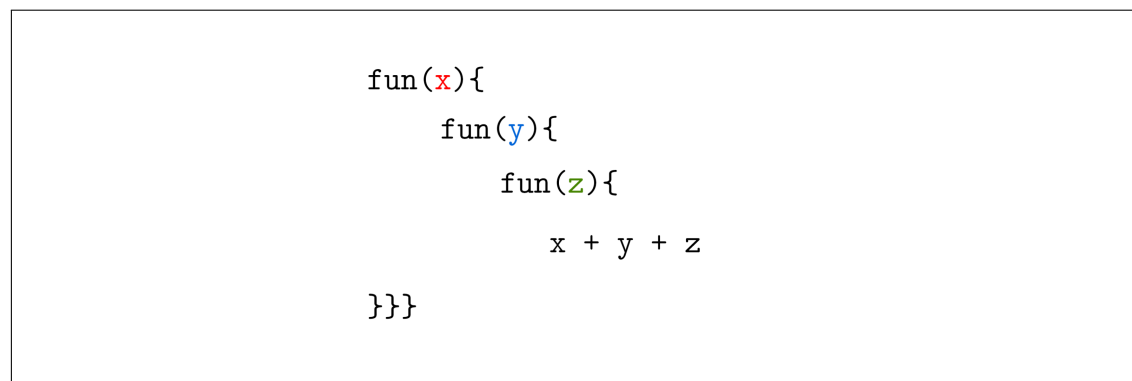 fun(x){
fun(y){
fun(z){
x + y + z
}}}